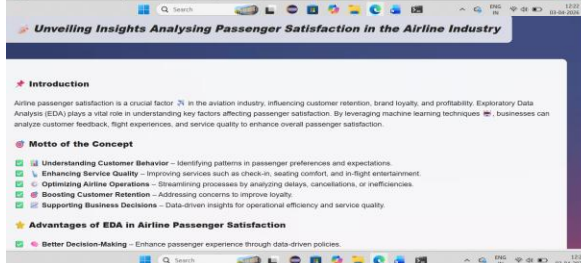 Search
ENG
IN
12:22
03-04-2026
Unveiling Insights Analysing Passenger Satisfaction in the Airline Industry
Introduction
Airline passenger satisfaction is a crucial factor ✈ in the aviation industry, influencing customer retention, brand loyalty, and profitability. Exploratory Data
Analysis (EDA) plays a vital role in understanding key factors affecting passenger satisfaction. By leveraging machine learning techniques, businesses can
analyze customer feedback, flight experiences, and service quality to enhance overall passenger satisfaction.
Motto of the Concept
✅ Understanding Customer Behavior – Identifying patterns in passenger preferences and expectations.
✅ Enhancing Service Quality – Improving services such as check-in, seating comfort, and in-flight entertainment.
✅ Optimizing Airline Operations – Streamlining processes by analyzing delays, cancellations, or inefficiencies.
✅ Boosting Customer Retention – Addressing concerns to improve loyalty.
✅ Supporting Business Decisions – Data-driven insights for operational efficiency and service quality.
Advantages of EDA in Airline Passenger Satisfaction
✅ Better Decision-Making – Enhance passenger experience through data-driven policies.
Search
ENG